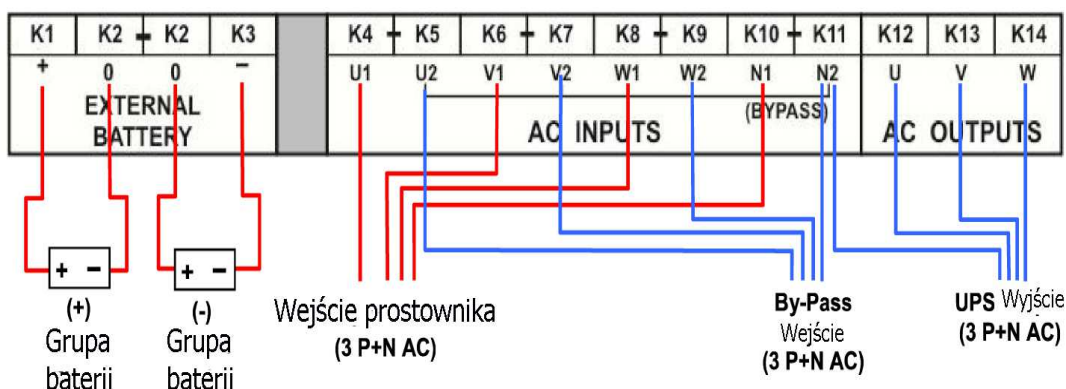 K1 K2 - K2 K3 K4 - K5 K6 - K7 K8 - K9 K10 - K11 K12 K13 K14
+ 0 0 - U1 U2 V1 V2 W1 W2 N1 N2 U V W
EXTERNAL BATTERY
(BYPASS)
AC INPUTS
AC OUTPUTS
+ -
+ -
(+)
Grupa
baterii
(-)
Grupa
baterii
Wejście prostownika
(3 P+N AC)
By-Pass
Wejście
(3 P+N AC)
UPS Wyjście
(3 P+N AC)